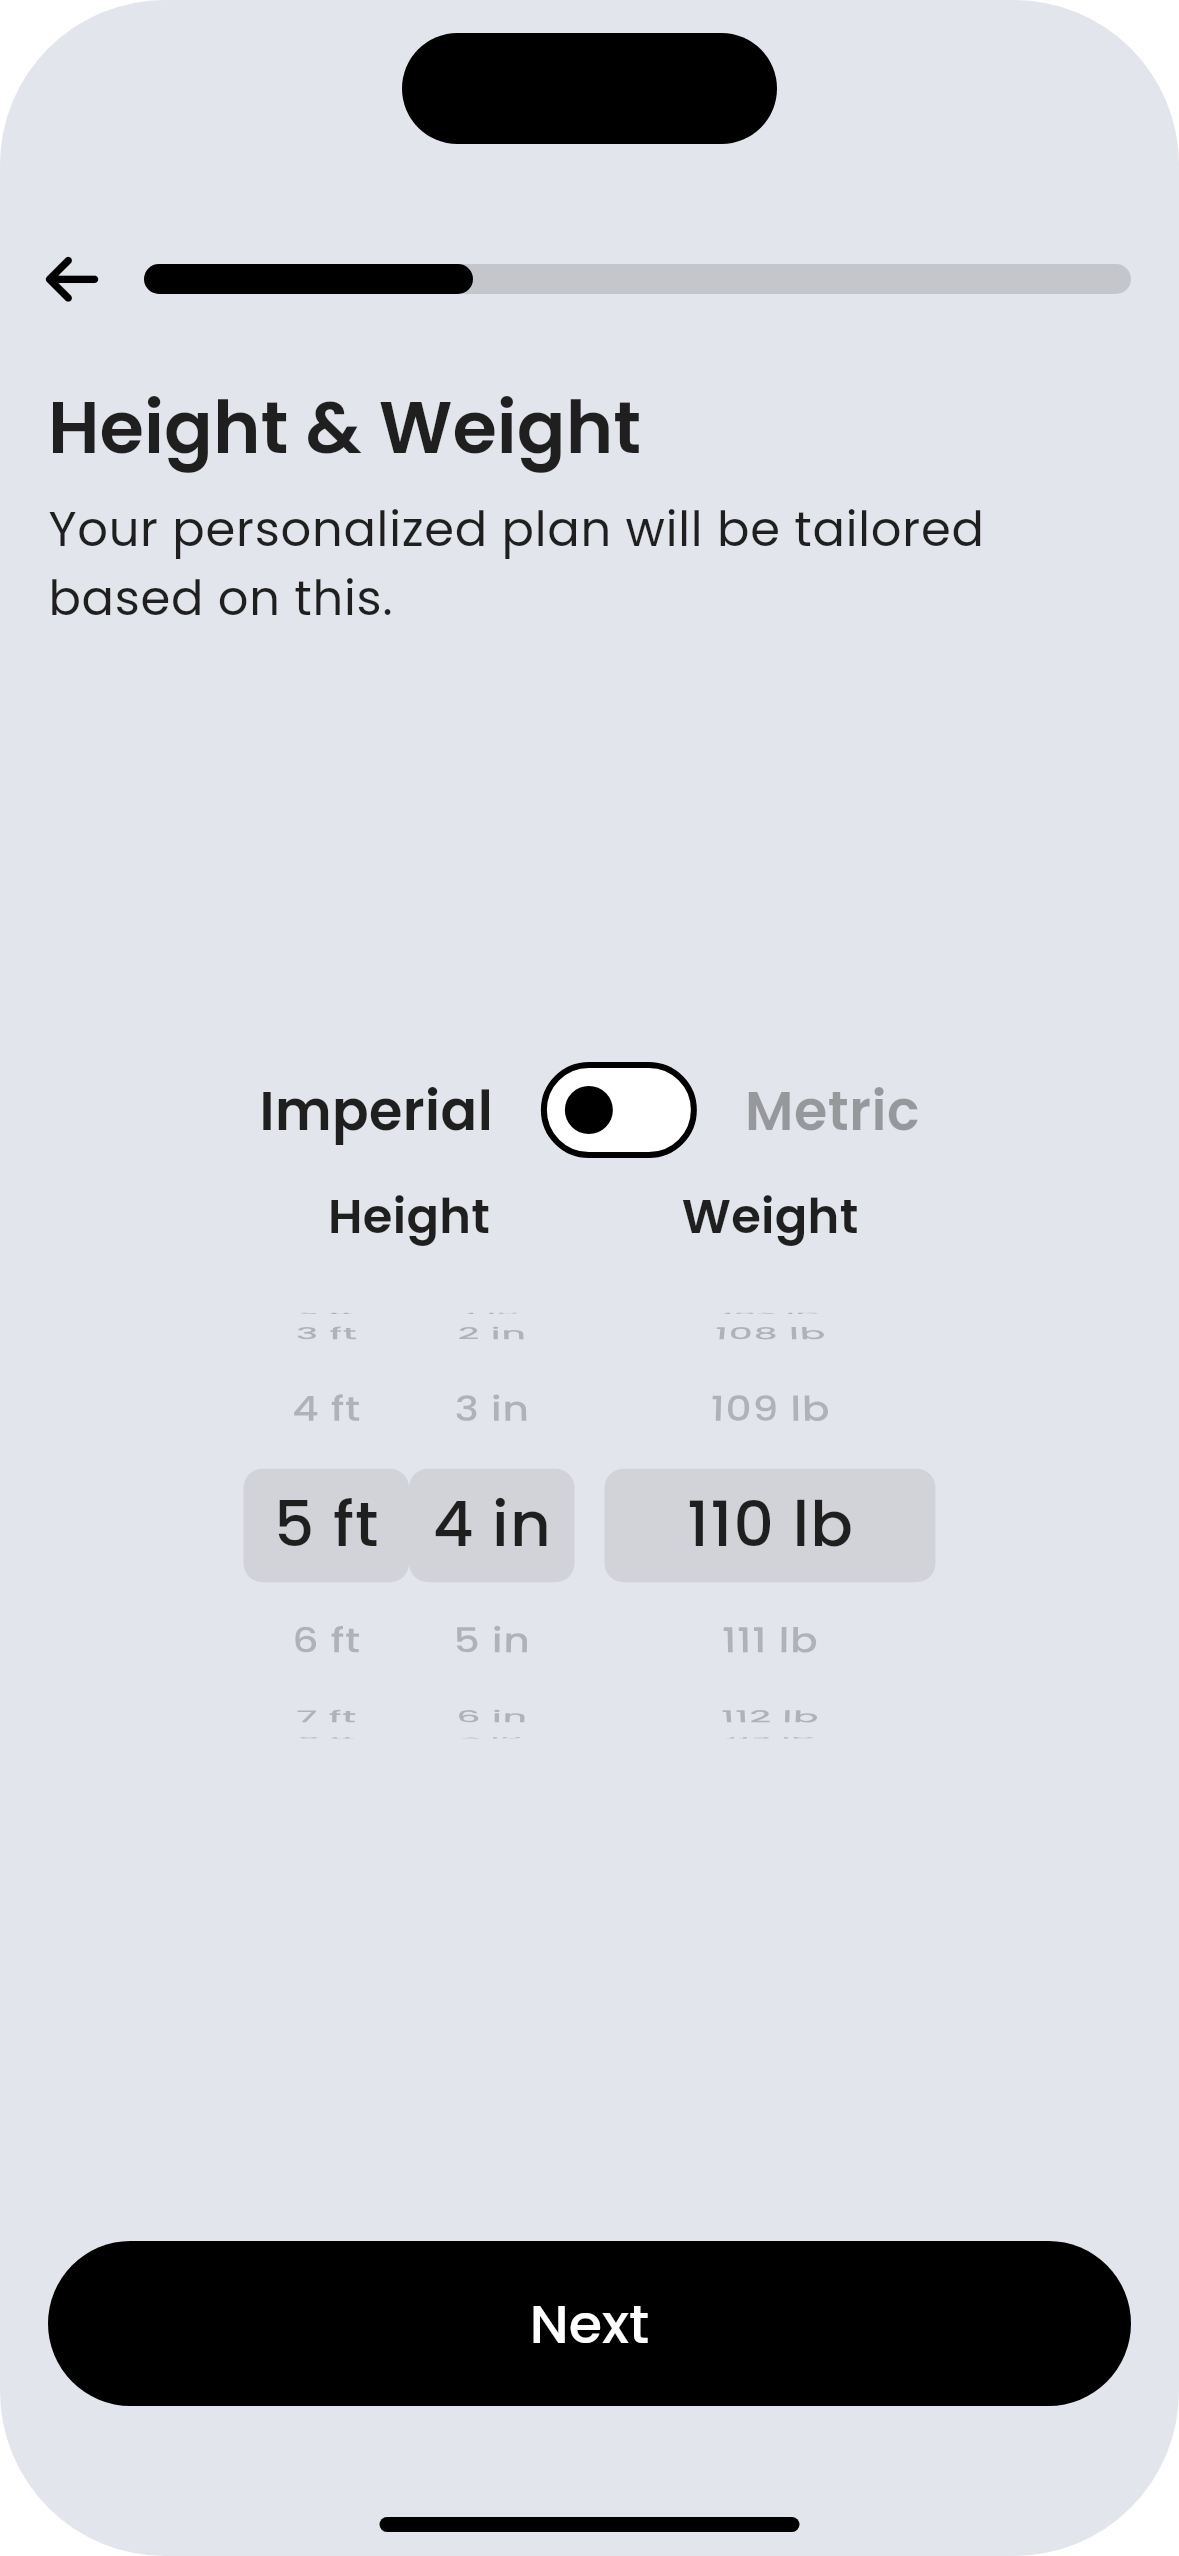 Height & Weight
Your personalized plan will be tailored
based on this.
Imperial Metric
Height Weight
3 ft 2 in 108 lb
4 ft 3 in 109 lb
5 ft 4 in 110 lb
6 ft 5 in 111 lb
7 ft 6 in 112 lb
Next